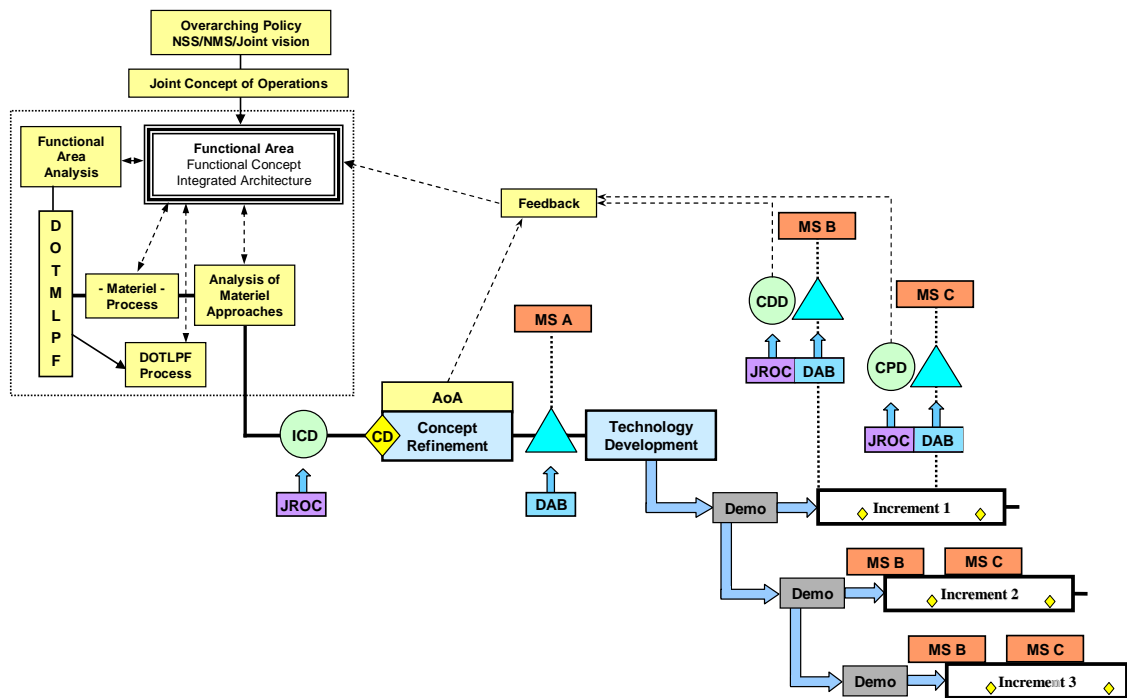 Overarching Policy
NSS/NMS/Joint vision
Joint Concept of Operations
Functional
Area
Analysis
Functional Area
Functional Concept
Integrated Architecture
Feedback
D
O
T
M
L
P
F
- Materiel -
Process
Analysis of
Materiel
Approaches
DOTLPF
Process
MS A
MS B
CDD
JROC
DAB
MS C
CPD
JROC
DAB
AoA
ICD
CD
Concept
Refinement
Technology
Development
JROC
DAB
Demo
Increment 1
MS B
MS C
Demo
Increment 2
MS B
MS C
Demo
Increment 3